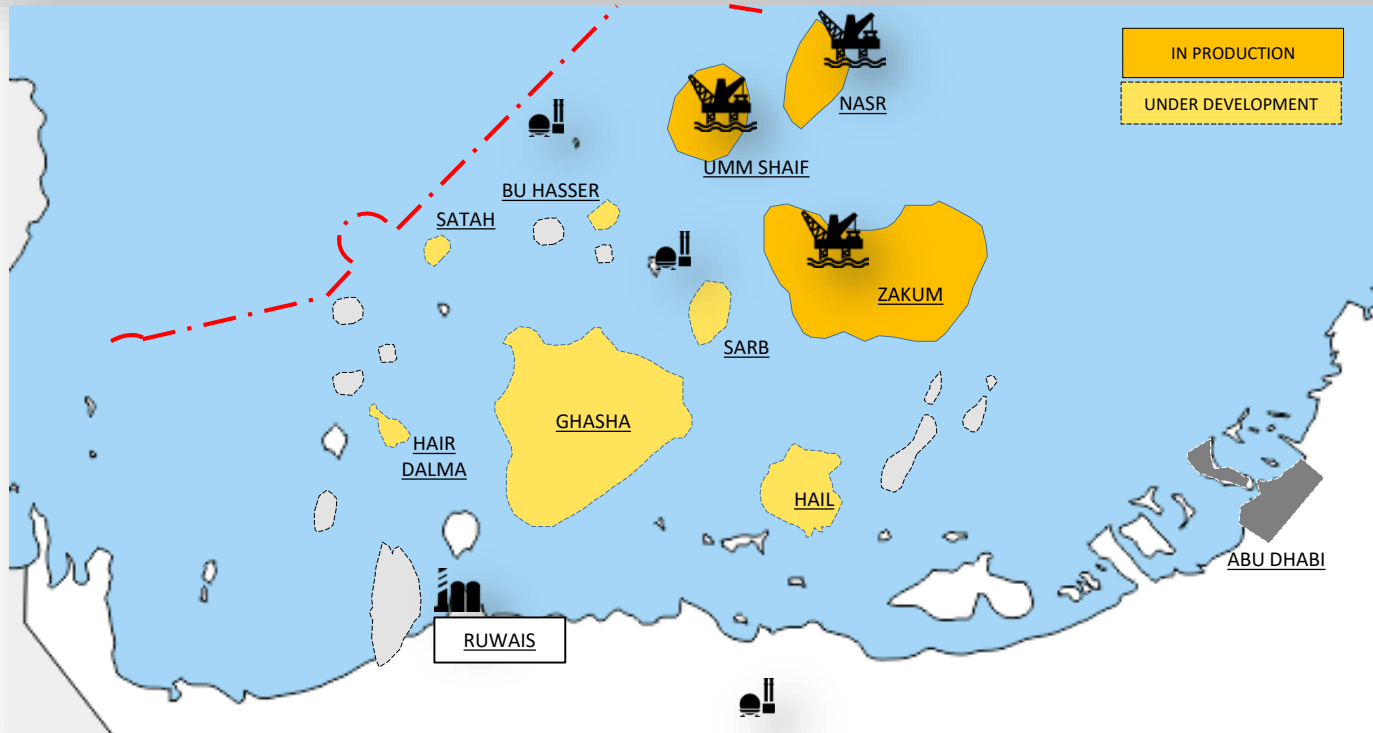 IN PRODUCTION
UNDER DEVELOPMENT
NASR
UMM SHAIF
BU HASSER
SATAH
ZAKUM
SARB
GHASHA
HAIR
DALMA
HAIL
ABU DHABI
RUWAIS